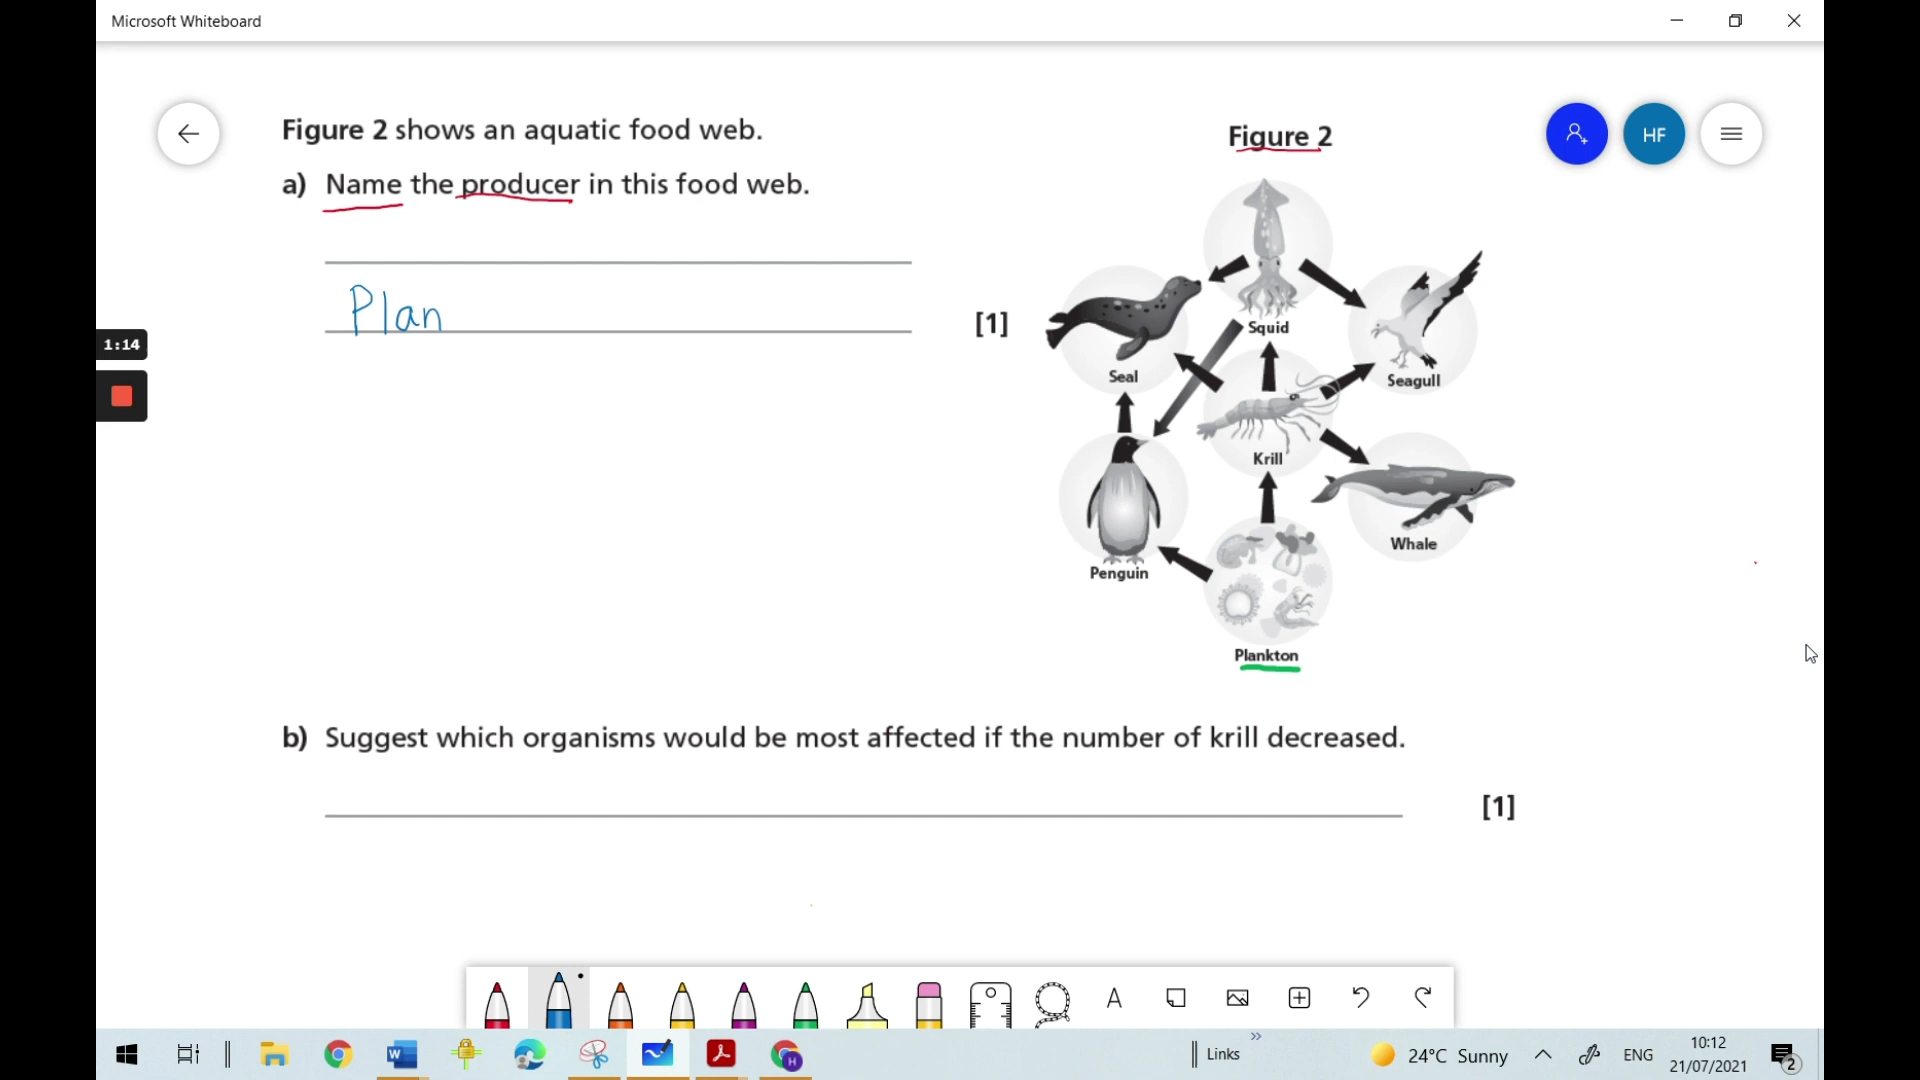 Microsoft Whiteboard
Figure 2 shows an aquatic food web.
a) Name the producer in this food web.
Plan
[1]
Figure 2
HF
1:14
Squid
Seal
Seagull
Krill
Whale
Penguin
Plankton
b) Suggest which organisms would be most affected if the number of krill decreased.
[1]
A
Links
24°C Sunny
ENG
10:12
21/07/2021
2